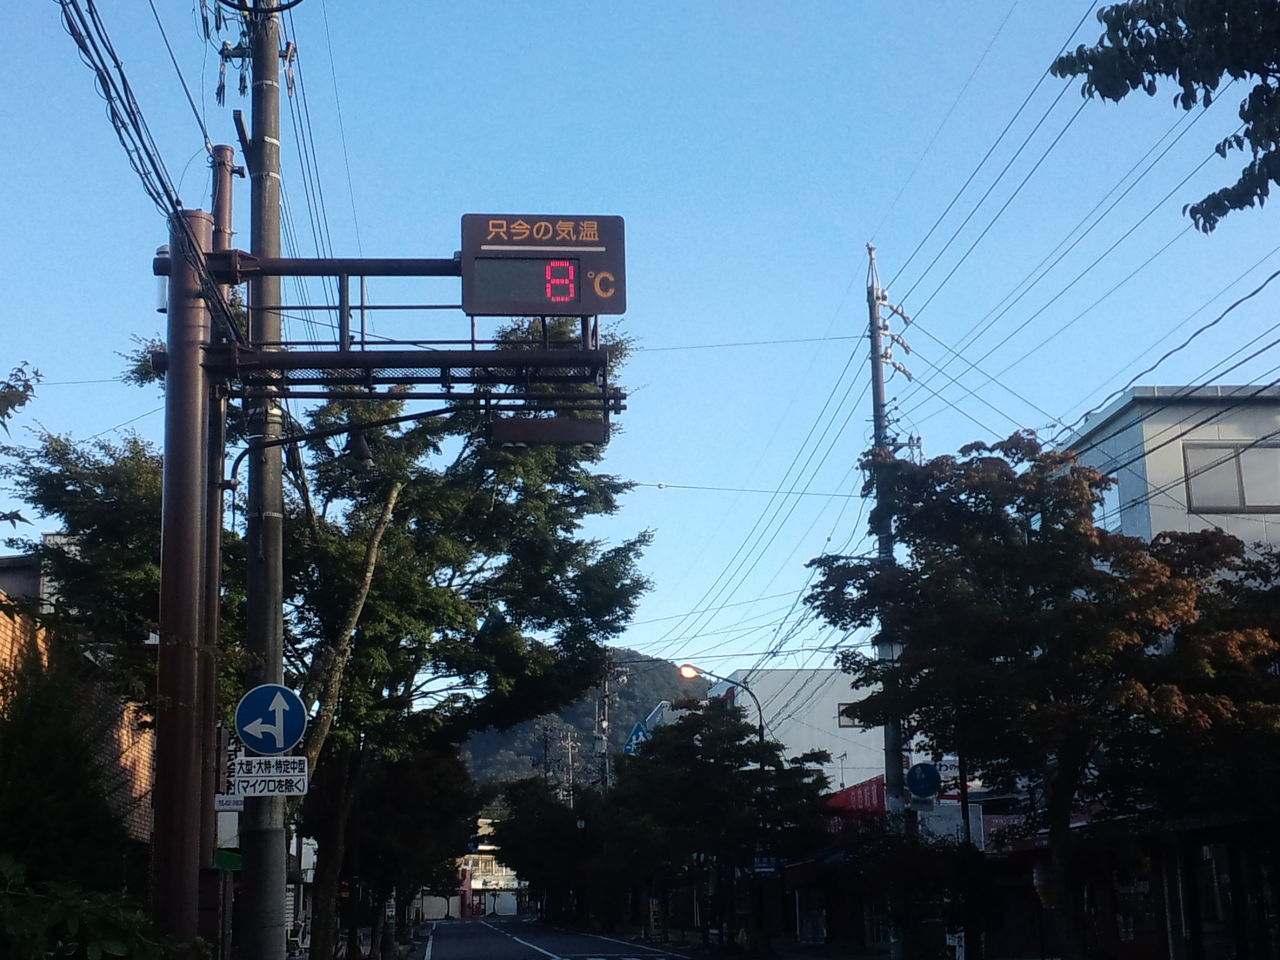 只今の気温
8℃
大型・大特・特定中型
(マイクロを除く)